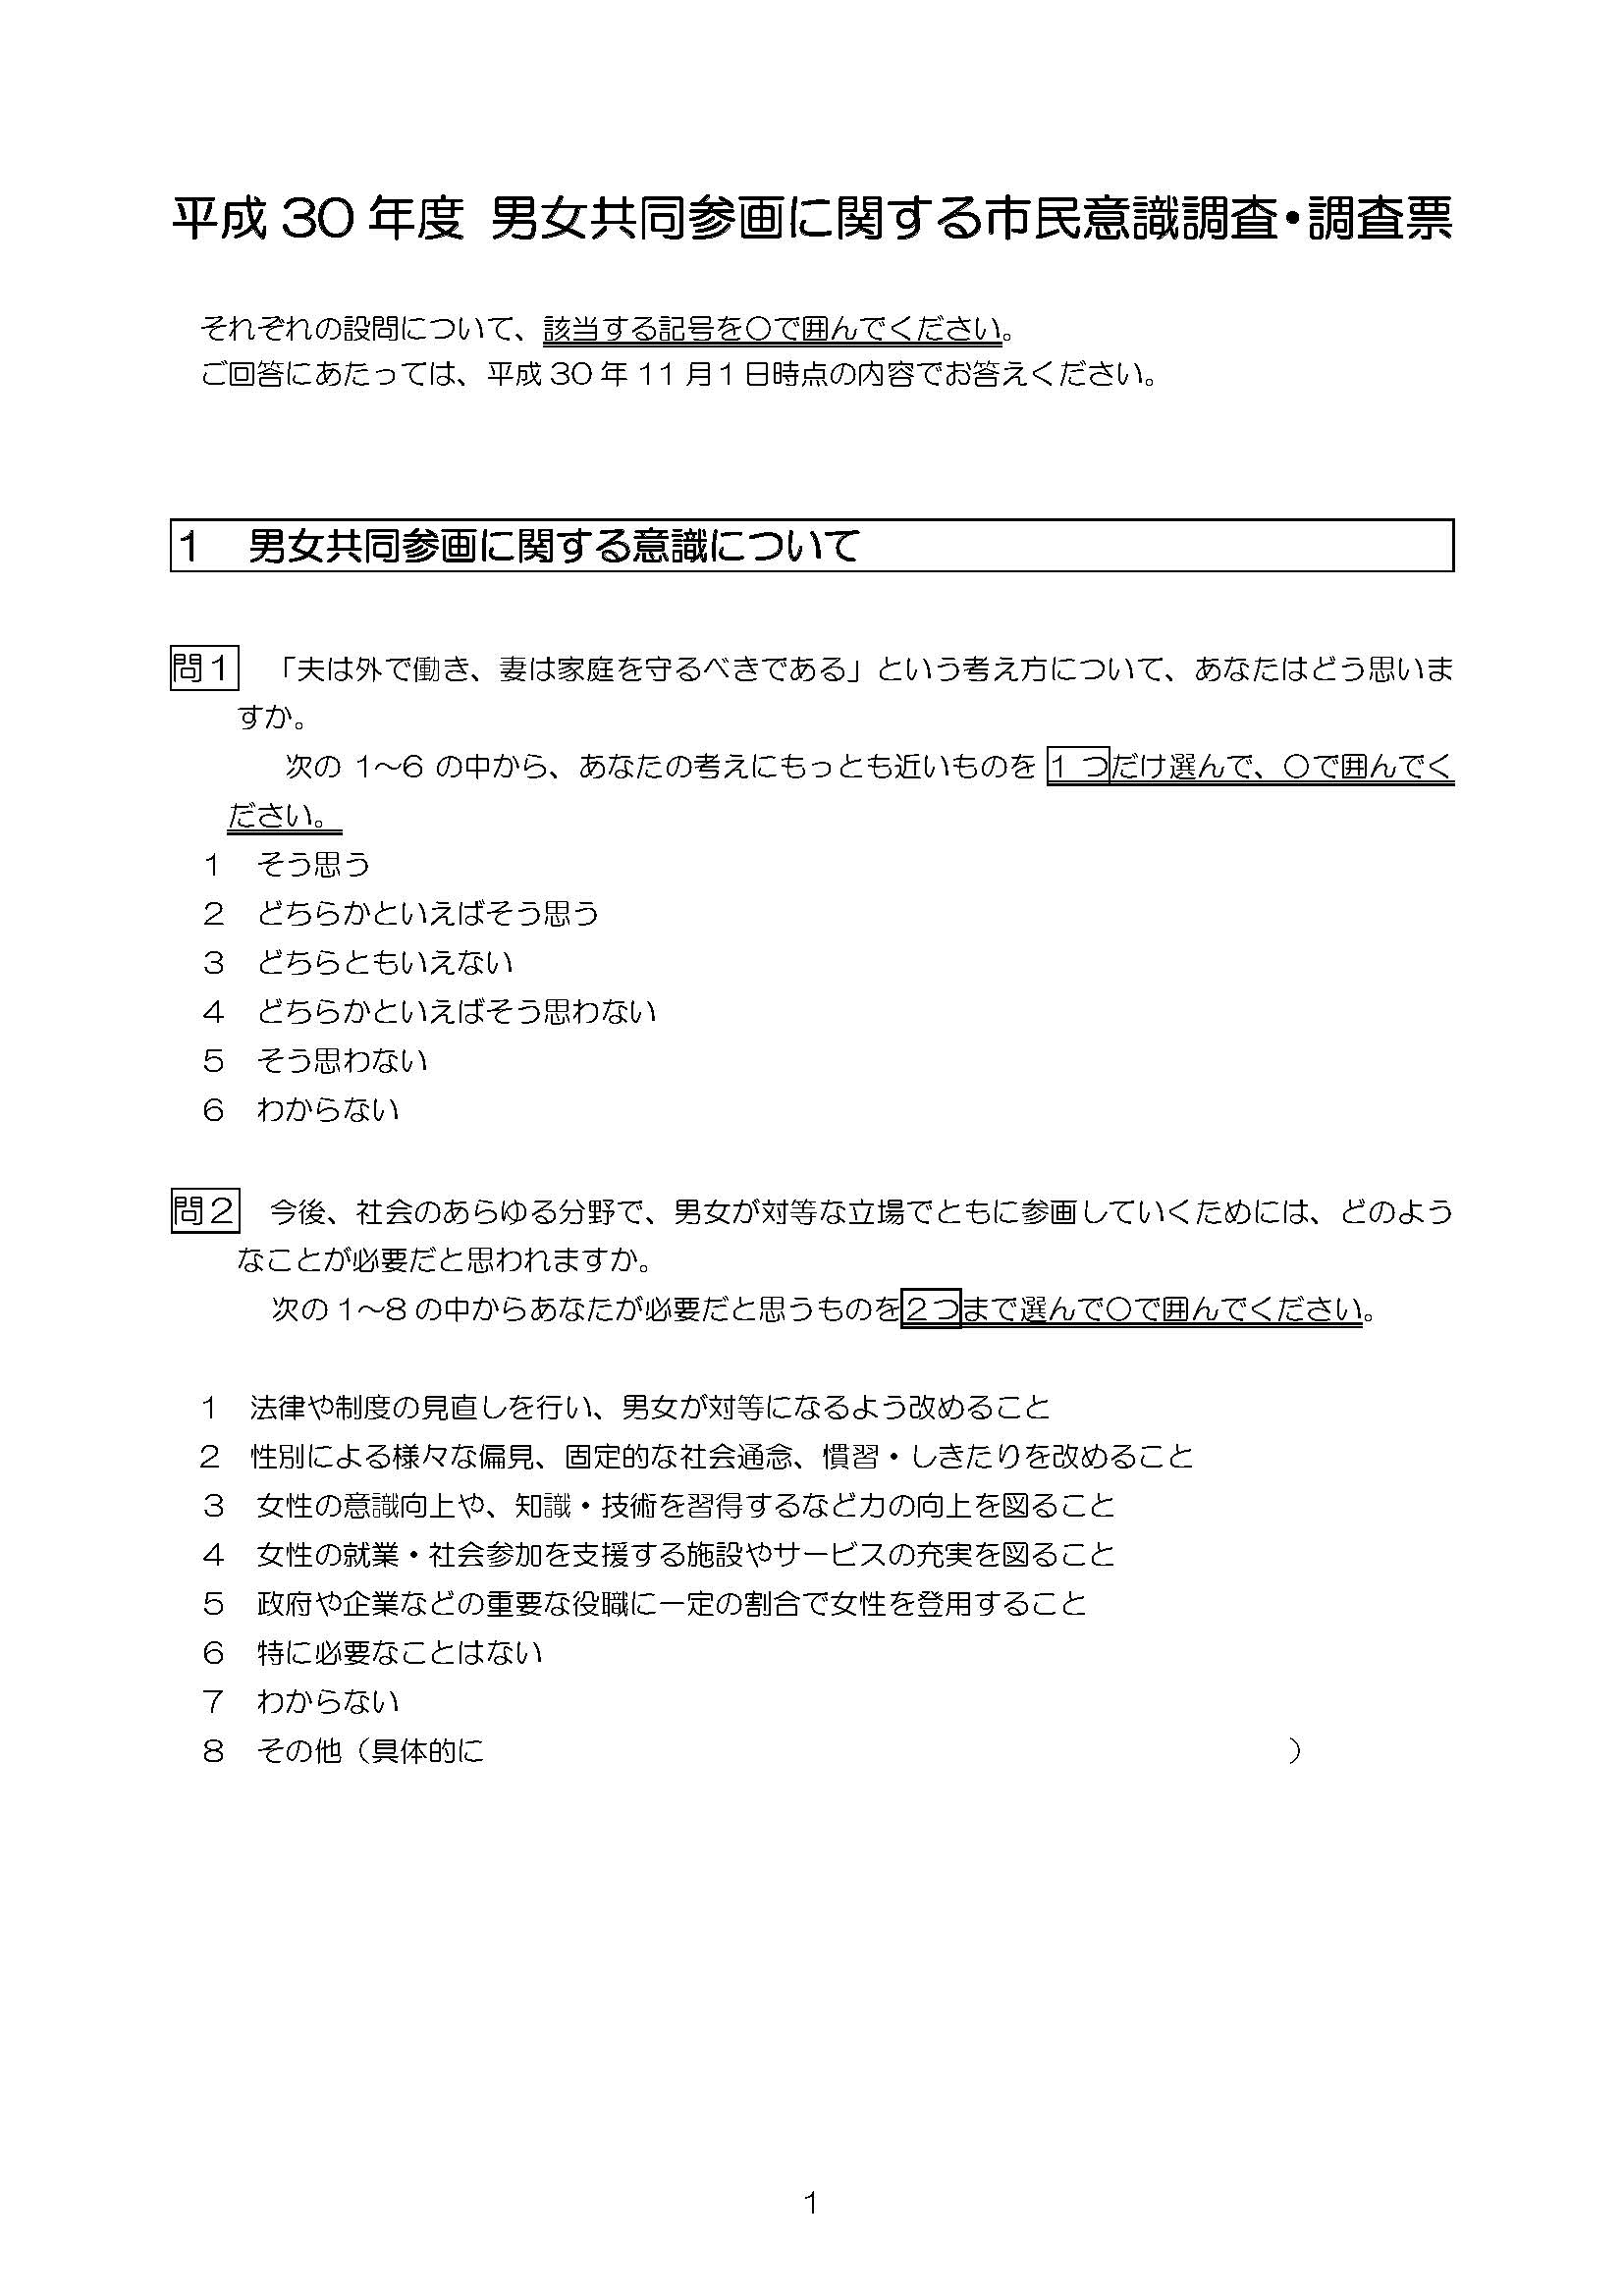 平成 30 年度 男女共同参画に関する市民意識調査・調査票
それぞれの設問について、該当する記号を〇で囲んでください。
ご回答にあたっては、平成 30 年 11 月 1 日時点の内容でお答えください。
1 男女共同参画に関する意識について
問1 「夫は外で働き、妻は家庭を守るべきである」という考え方について、あなたはどう思いま
すか。
次の 1~6 の中から、あなたの考えにもっとも近いものを 1 つだけ選んで、〇で囲んでく
ださい。
1 そう思う
2 どちらかといえばそう思う
3 どちらともいえない
4 どちらかといえばそう思わない
5 そう思わない
6 わからない
問2 今後、社会のあらゆる分野で、男女が対等な立場でともに参画していくためには、どのよう
なことが必要だと思われますか。
次の 1~8 の中からあなたが必要だと思うものを2つまで選んで〇で囲んでください。
1 法律や制度の見直しを行い、男女が対等になるよう改めること
2 性別による様々な偏見、固定的な社会通念、慣習・しきたりを改めること
3 女性の意識向上や、知識・技術を習得するなど力の向上を図ること
4 女性の就業・社会参加を支援する施設やサービスの充実を図ること
5 政府や企業などの重要な役職に一定の割合で女性を登用すること
6 特に必要なことはない
7 わからない
8 その他（具体的に ）
1